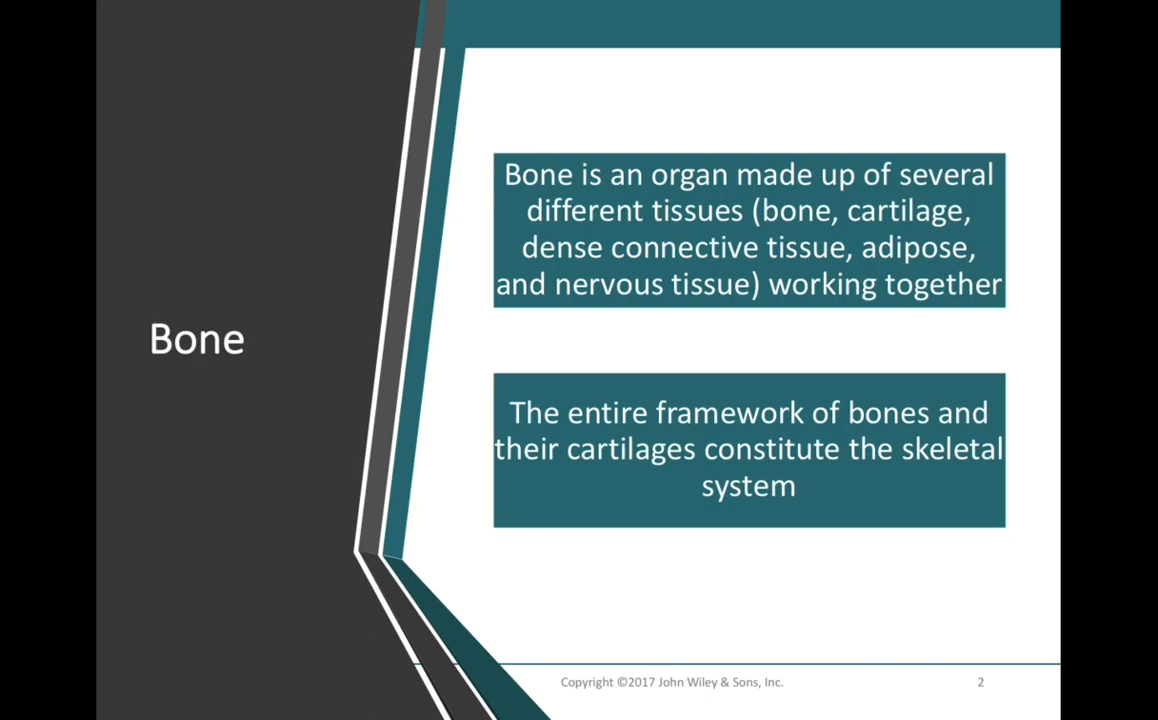 Bone
Bone is an organ made up of several
different tissues (bone, cartilage,
dense connective tissue, adipose,
and nervous tissue) working together
The entire framework of bones and
their cartilages constitute the skeletal
system
Copyright ©2017 John Wiley & Sons, Inc.
2